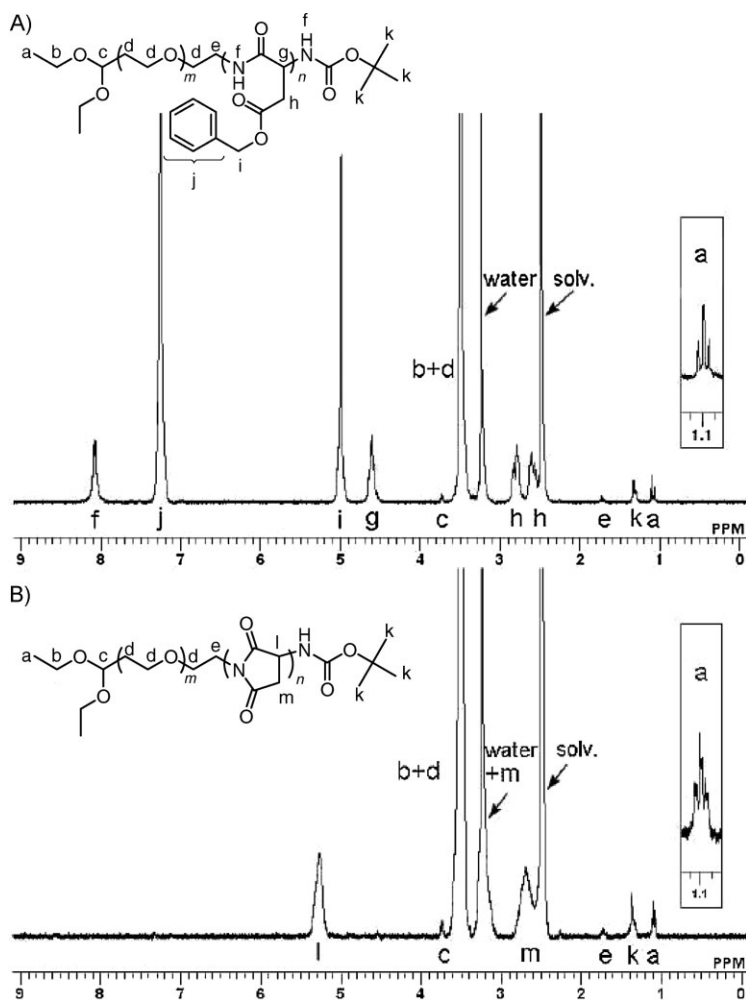 A)
a b O c d d O d e f N H O g H N f O k k k
m n O
O O h
O
j i
a
water solv.
b+d
1.1
f j i g c h h e k a
PPM
9 8 7 6 5 4 3 2 1 0
B)
a b O c d d O d e O N l H N O k k k
m n O
O O m
a
water
b+d +m solv.
1.1
l c m e k a
PPM
9 8 7 6 5 4 3 2 1 0